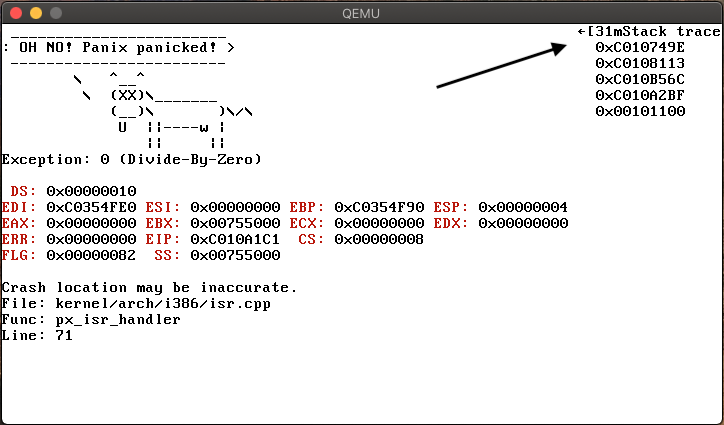 QEMU
 ________________________
: OH NO! Panix panicked! >
 ------------------------
        \   ^__^
         \  (XX)\_______
            (__)\       )\/\
             U  ||----w |
                ||     ||
Exception: 0 (Divide-By-Zero)
DS: 0x00000010
EDI: 0xC0354FE0 ESI: 0x00000000 EBP: 0xC0354F90 ESP: 0x00000004
EAX: 0x00000000 EBX: 0x00755000 ECX: 0x00000000 EDX: 0x00000000
ERR: 0x00000000 EIP: 0xC010A1C1 CS: 0x00000008
FLG: 0x00000082 SS: 0x00755000
Crash location may be inaccurate.
File: kernel/arch/i386/isr.cpp
Func: px_isr_handler
Line: 71
←[31mStack trace
0xC010749E
0xC0108113
0xC010B56C
0xC010A2BF
0x00101100